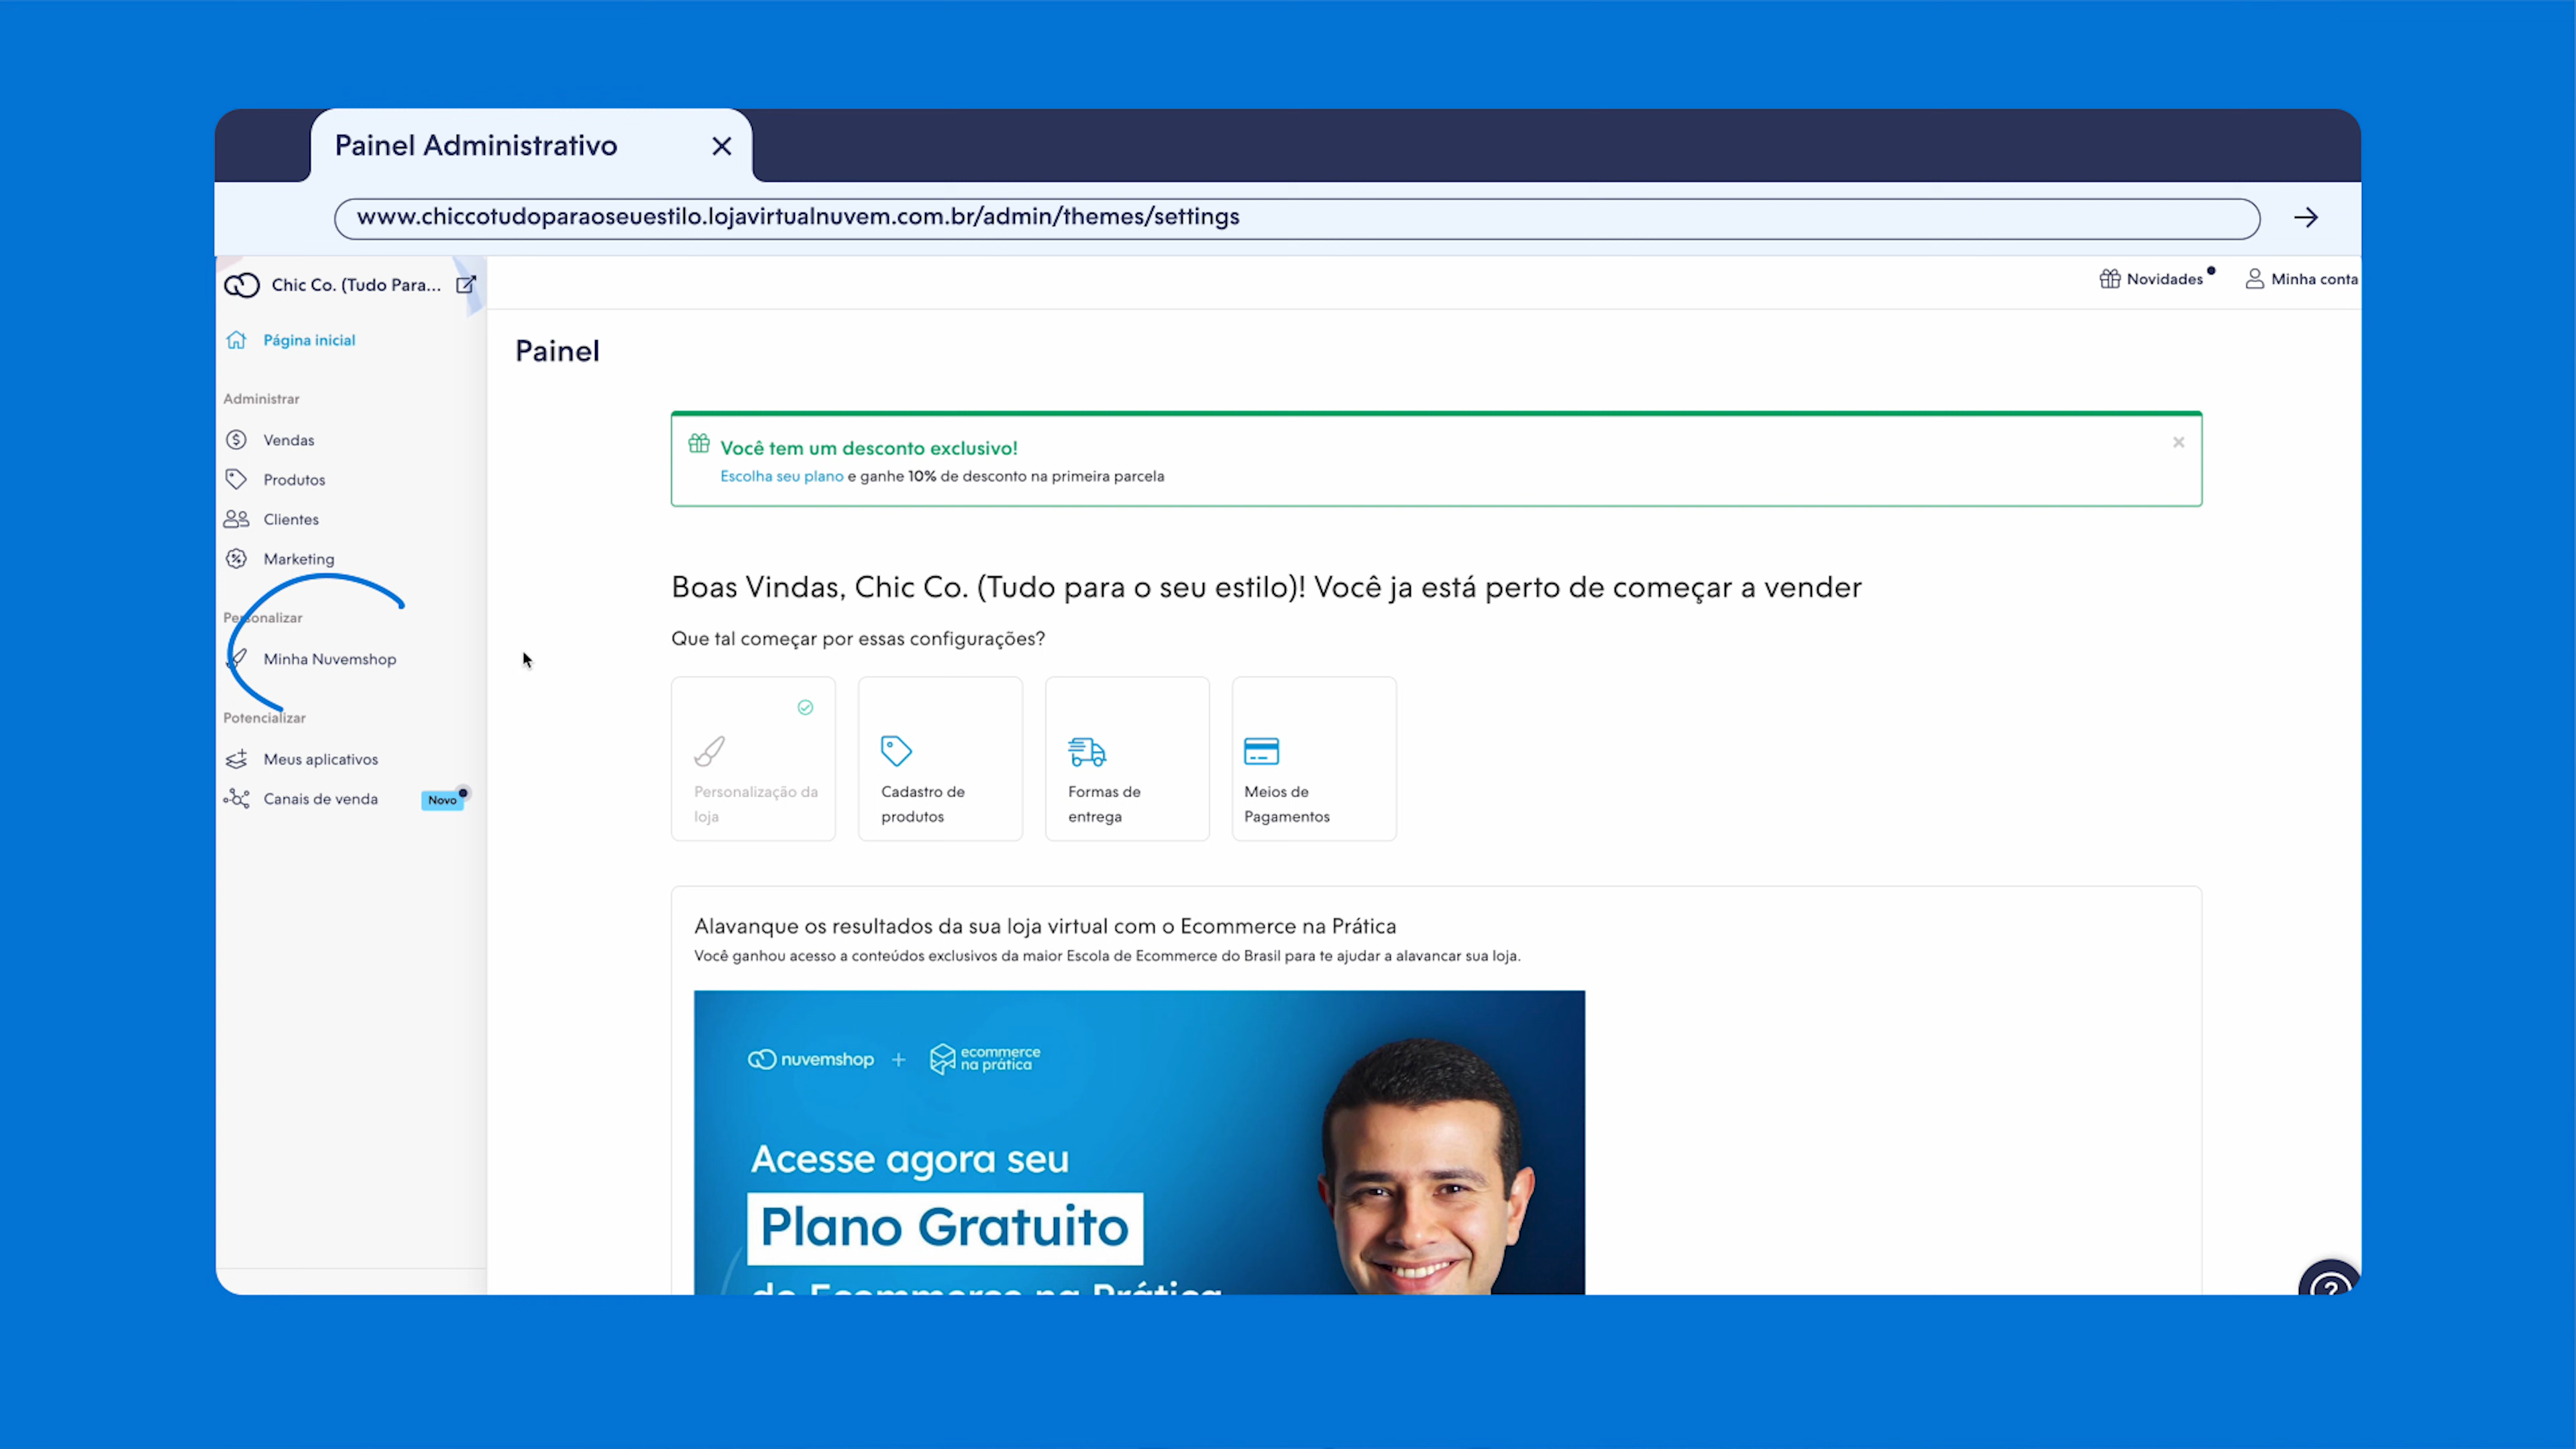 Painel Administrativo
www.chiccotudoparaoseuestilo.lojavirtualnuvem.com.br/admin/themes/settings
Chic Co. (Tudo Para...
Novidades
Minha conta
Página inicial
Painel
Administrar
Vendas
Produtos
Clientes
Marketing
Personalizar
Minha Nuvemshop
Potencializar
Meus aplicativos
Canais de venda
Novo
Você tem um desconto exclusivo!
Escolha seu plano e ganhe 10% de desconto na primeira parcela
Boas Vindas, Chic Co. (Tudo para o seu estilo)! Você ja está perto de começar a vender
Que tal começar por essas configurações?
Personalização da
loja
Cadastro de
produtos
Formas de
entrega
Meios de
Pagamentos
Alavanque os resultados da sua loja virtual com o Ecommerce na Prática
Você ganhou acesso a conteúdos exclusivos da maior Escola de Ecommerce do Brasil para te ajudar a alavancar sua loja.
nuvemshop + ecommerce
na prática
Acesse agora seu
Plano Gratuito
de Ecommerce na Prática